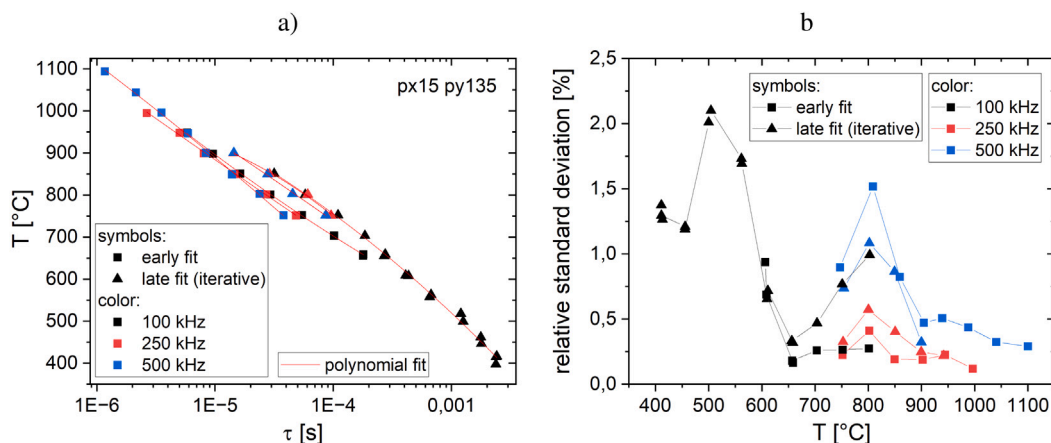 a)
1100
1000
900
800
700
600
500
400
T [°C]
px15 py135
symbols:
early fit
late fit (iterative)
color:
100 kHz
250 kHz
500 kHz
polynomial fit
1E-6
1E-5
1E-4
0,001
τ [s]
b
2,5
2,0
1,5
1,0
0,5
0,0
relative standard deviation [%]
symbols:
early fit
late fit (iterative)
color:
100 kHz
250 kHz
500 kHz
400 500 600 700 800 900 1000 1100
T [°C]